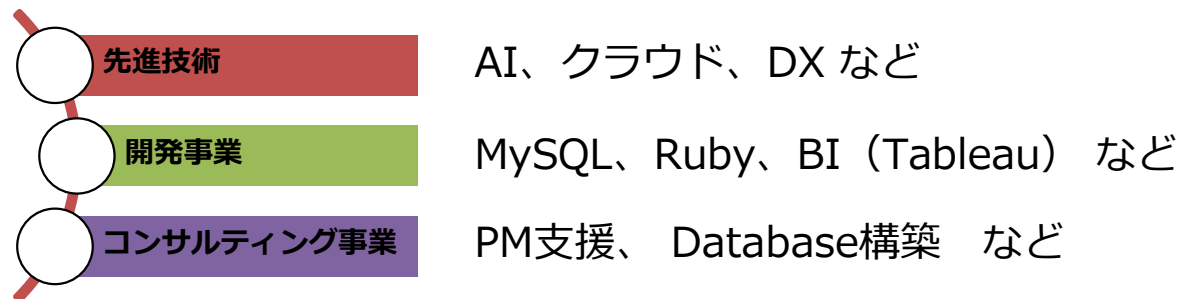 先進技術 AI、クラウド、DX など
開発事業 MySQL、Ruby、BI（Tableau） など
コンサルティング事業 PM支援、 Database構築　など